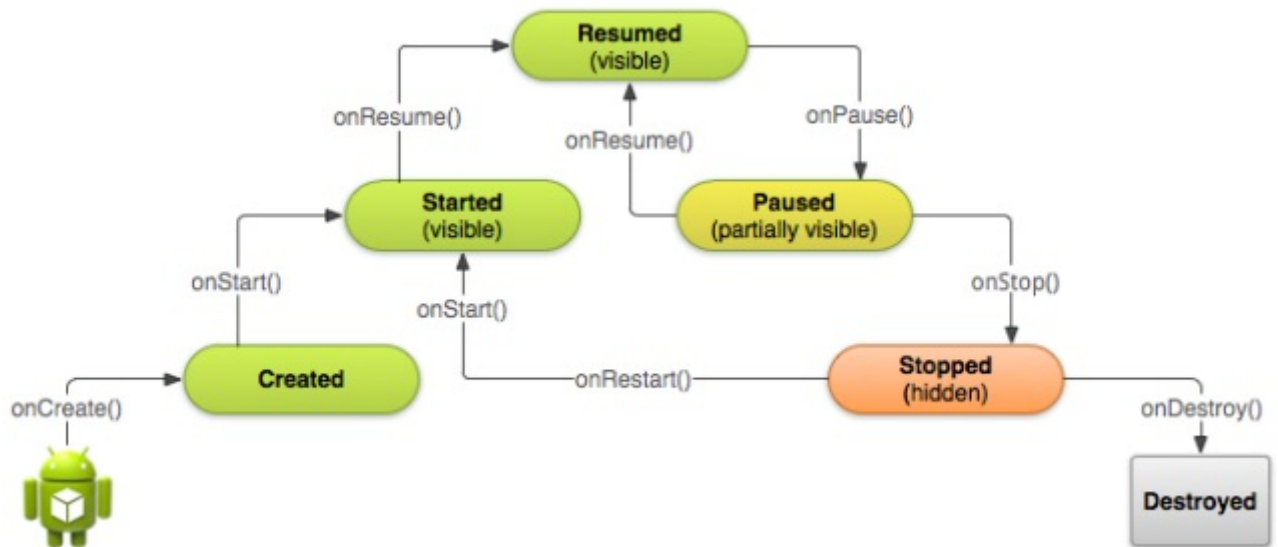 Resumed
(visible)
onResume()
onResume()
onPause()
Started
(visible)
Paused
(partially visible)
onStart()
onStart()
onStop()
Created
onRestart()
Stopped
(hidden)
onCreate()
onDestroy()
Destroyed